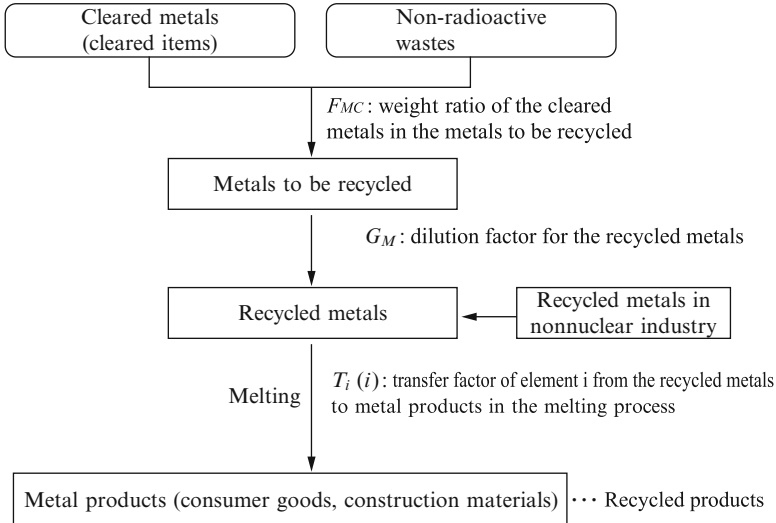 Cleared metals
(cleared items)
Non-radioactive
wastes
F_MC : weight ratio of the cleared
metals in the metals to be recycled
Metals to be recycled
G_M : dilution factor for the recycled metals
Recycled metals
Recycled metals in
nonnuclear industry
Melting
T_i (i) : transfer factor of element i from the recycled metals
to metal products in the melting process
Metal products (consumer goods, construction materials)
··· Recycled products